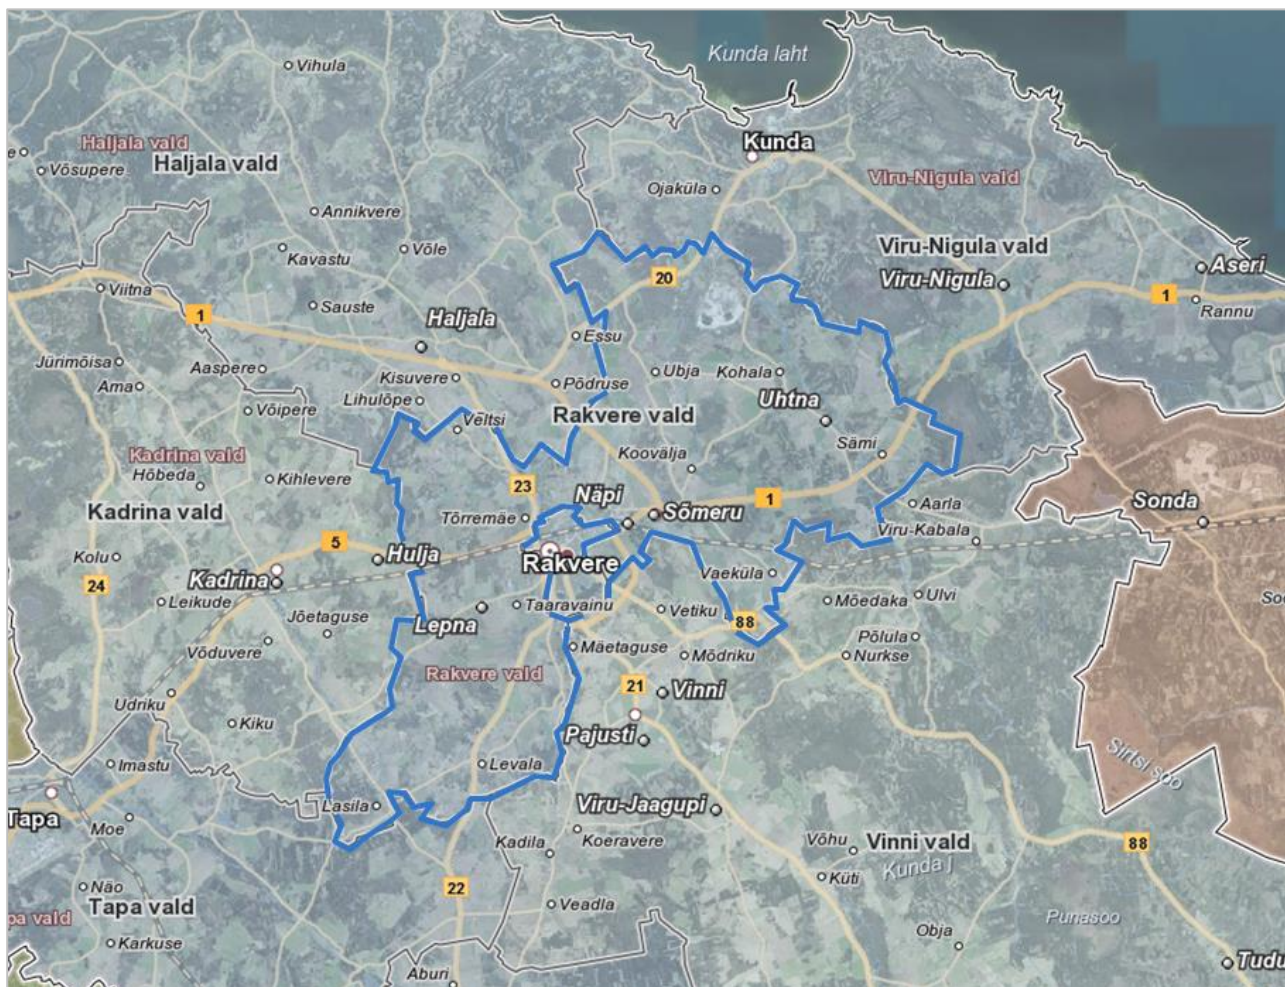 Kunda laht
Vihula
Haljala vald
Haljala vald
Kunda
e
Võsupere
Viru-Nigula vald
Ojaküla
Annikvere
Kavastu
Võle
Viru-Nigula vald
Viru-Nigula
Aseri
20
Viitna
1
Rannu
Sauste
1
Haljala
Essu
Jürimõisa
Aaspere
Kisuvere
Ubja
Kohala
Ama
Põdruse
Lihulõpe
Uhtna
Võipere
Rakvere vald
Veltsi
Sämi
Kadrina vald
Koovälja
Hõbeda
Kihlevere
23
Näpi
1
Aarla
Sonda
Kadrina vald
Tõrremäe
Sõmeru
Viru-Kabala
5
Kolu
Hulja
Rakvere
24
Kadrina
Vaeküla
Leikude
Taaravainu
Vetiku
Mõedaka
Ulvi
Jõetaguse
Lepna
88
Võduvere
Põlula
Mäetaguse
Mõdriku
Nurkse
Rakvere vald
21
Vinni
Udriku
Kiku
Pajusti
Sirtsi soo
Imastu
Levala
Lasila
Viru-Jaagupi
Tapa
Moe
Kadila
Koeravere
Võhu
Vinni vald
88
Kunda j
Küti
22
Näo
Tapa vald
Veadla
pa vald
Punasoo
Karkuse
Obja
Aburi
Tudu